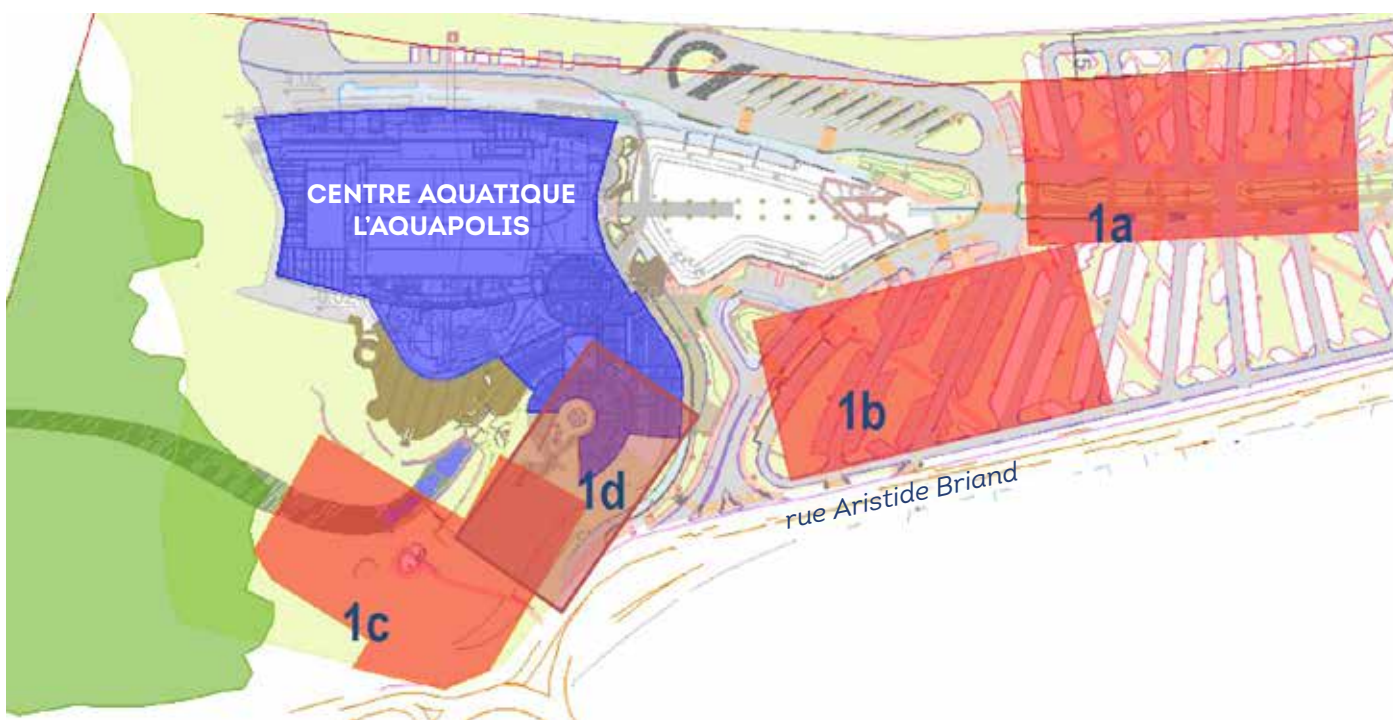 CENTRE AQUATIQUE
L'AQUAPOLIS
1a
1b
1d
rue Aristide Briand
1c